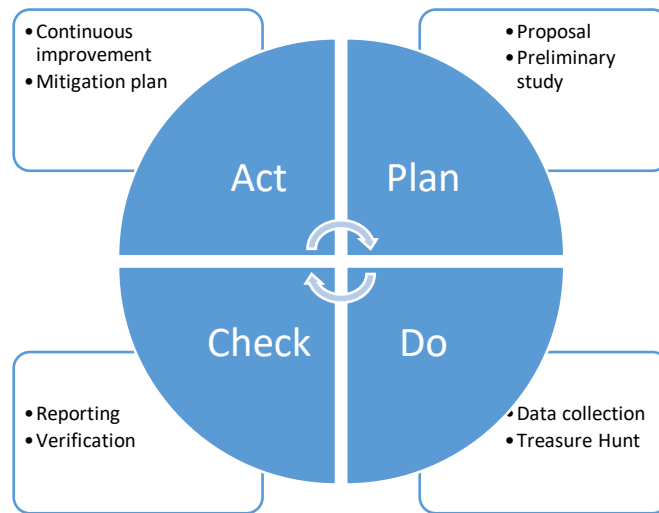 • Continuous
improvement
• Mitigation plan
• Proposal
• Preliminary
study
Act
Plan
Check
Do
• Reporting
• Verification
• Data collection
• Treasure Hunt